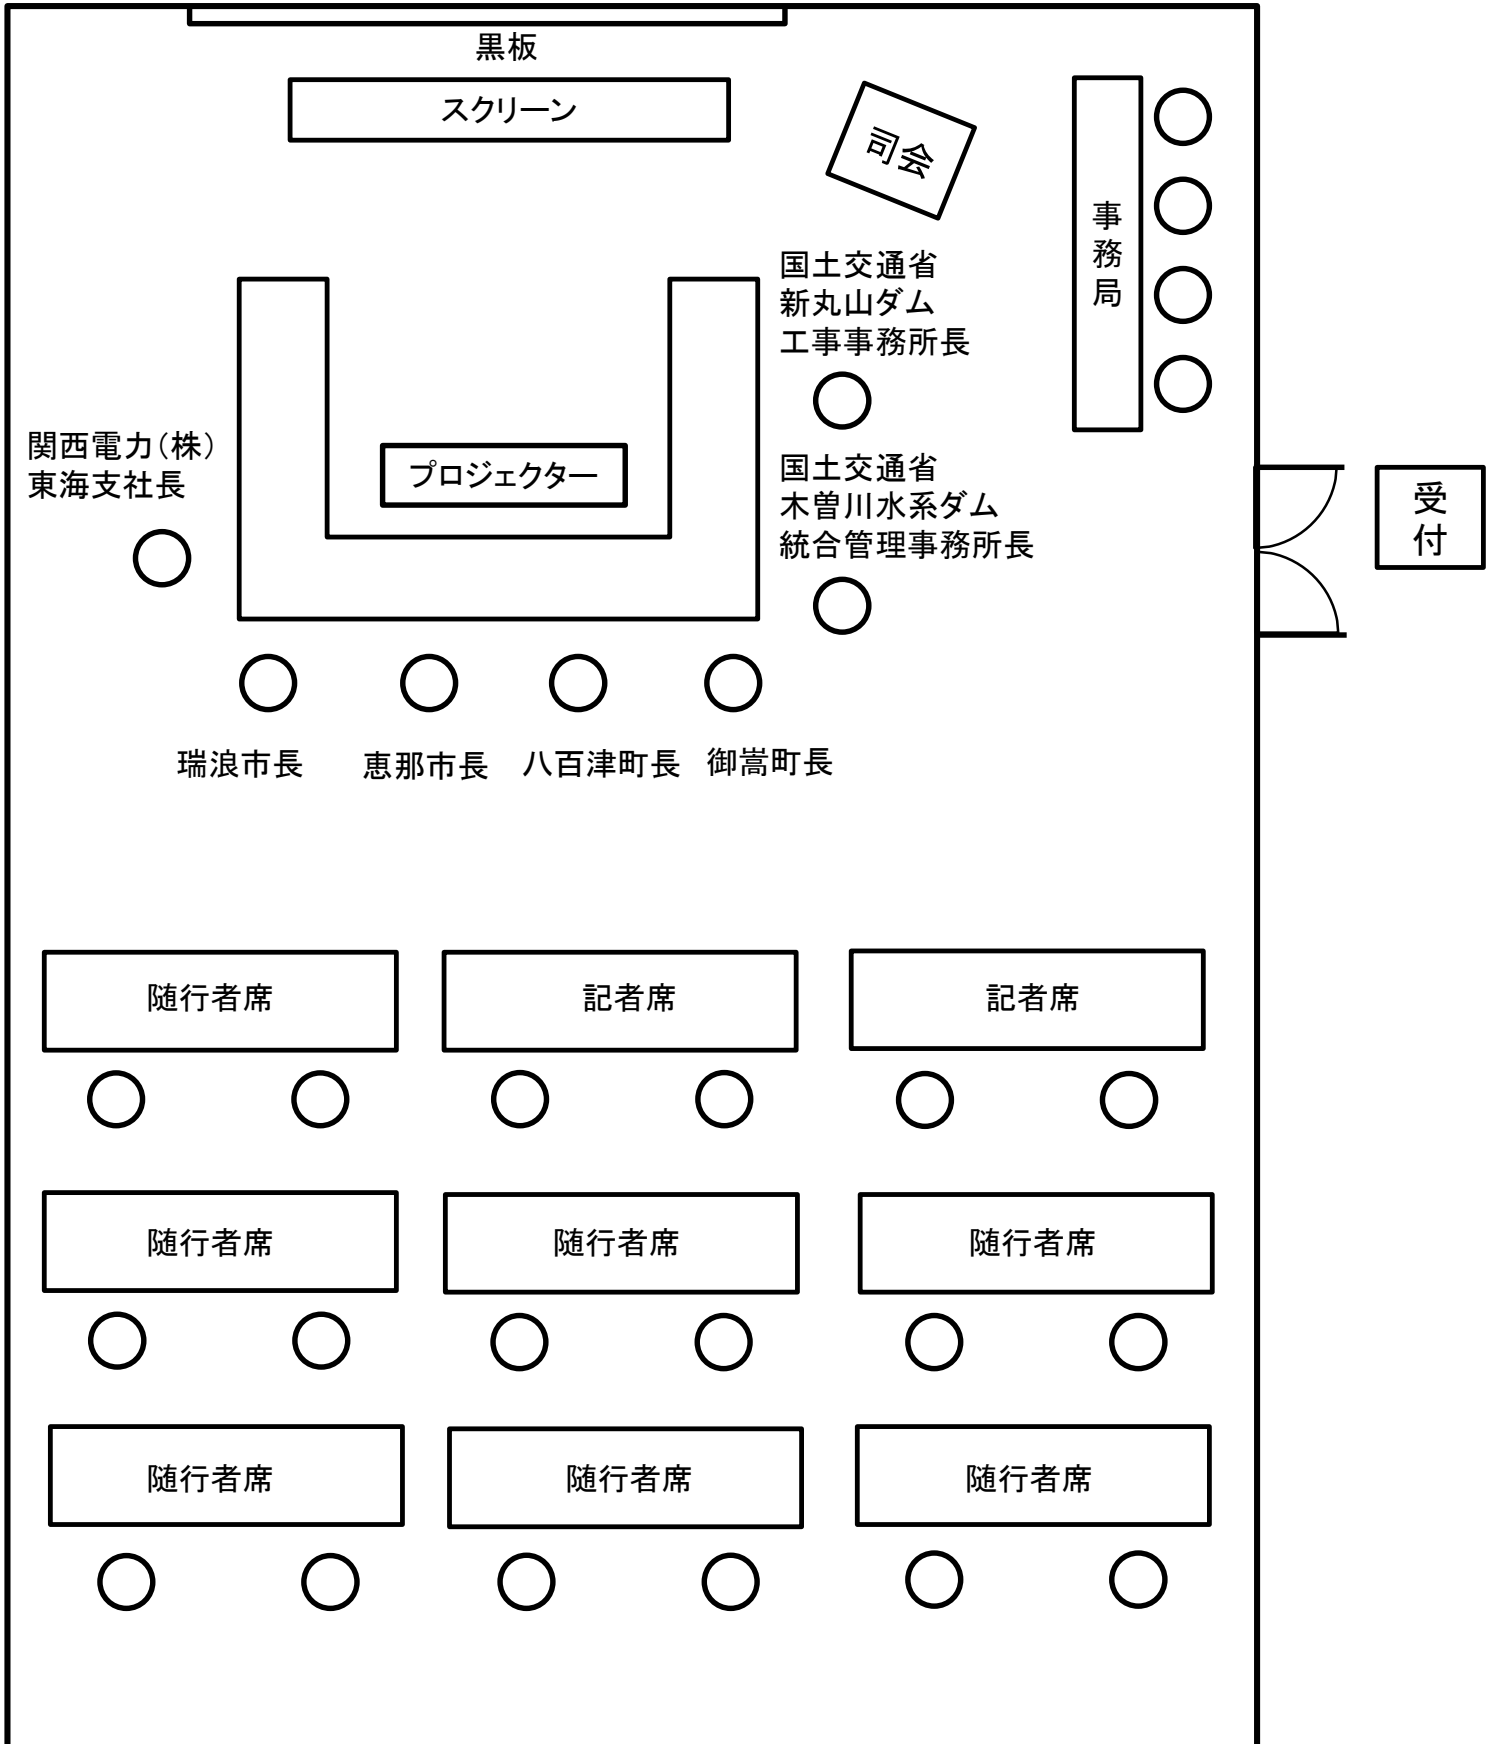 黒板
スクリーン
司会
事務局
国土交通省
新丸山ダム
工事事務所長
関西電力(株)
東海支社長
プロジェクター
国土交通省
木曽川水系ダム
統合管理事務所長
受付
瑞浪市長
恵那市長
八百津町長
御嵩町長
随行者席
記者席
記者席
随行者席
随行者席
随行者席
随行者席
随行者席
随行者席